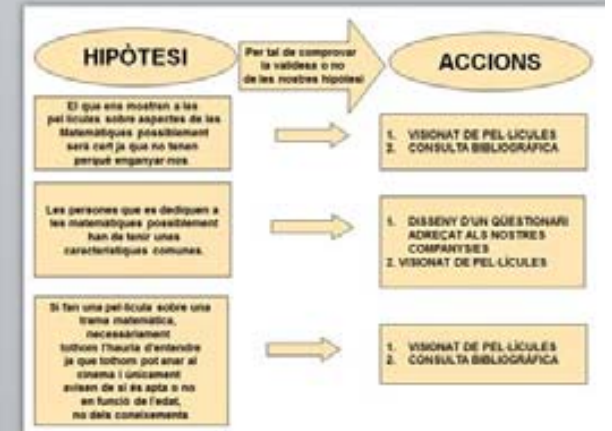 HIPÒTESI
Per tal de comprovar
la validesa o no
de les nostres hipòtesi
ACCIONS
El que ens mostren a les
pel·lícules sobre aspectes de les
Matemàtiques possiblement
serà cert ja que no tenen
perquè enganyar-nos
1. VISIONAT DE PEL·LÍCULES
2. CONSULTA BIBLIOGRÀFICA
Les persones que es dediquen a
les matemàtiques possiblement
han de tenir unes
característiques comunes.
1. DISSENY D'UN QÜESTIONARI
ADREÇAT ALS NOSTRES
COMPANYS/ES
2. VISIONAT DE PEL·LÍCULES
Si fan una pel·lícula sobre una
trama matemàtica,
necessàriament
tothom l'hauria d'entendre
ja que tothom pot anar al
cinema i únicament
avisen de si és apta o no
en funció de l'edat,
no dels coneixements
1. VISIONAT DE PEL·LÍCULES
2. CONSULTA BIBLIOGRÀFICA